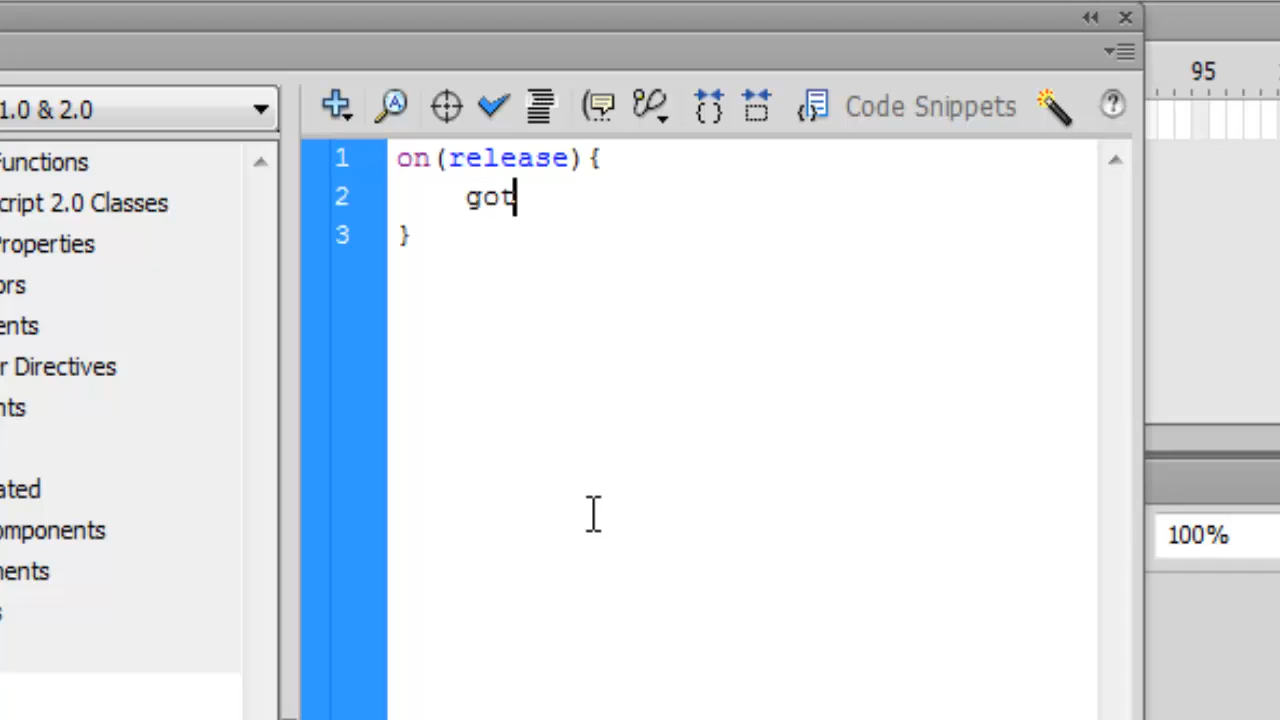 95
1.0 & 2.0
Code Snippets
Functions
cript 2.0 Classes
Properties
ors
ents
r Directives
nts
ated
omponents
nents
s
1 on(release){
2 got
3 }
100%